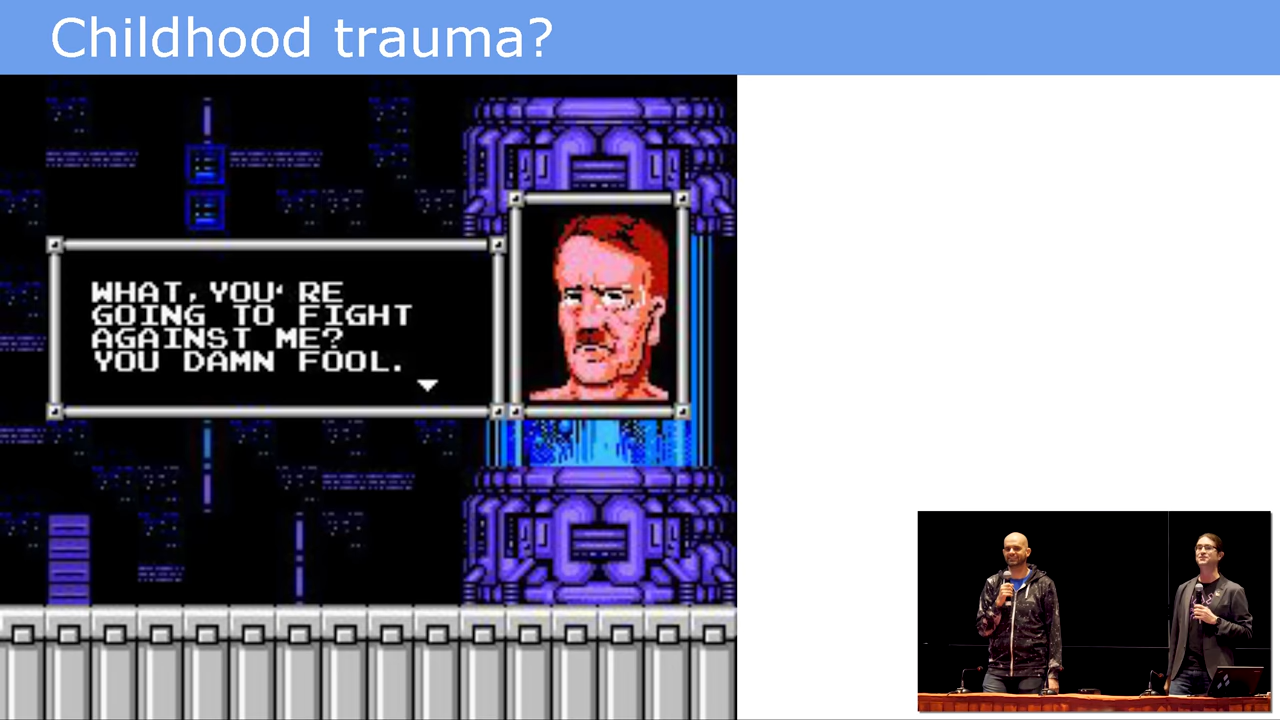 Childhood trauma?
WHAT, YOU' RE
GOING TO FIGHT
AGAINST ME?
YOU DAMN FOOL.